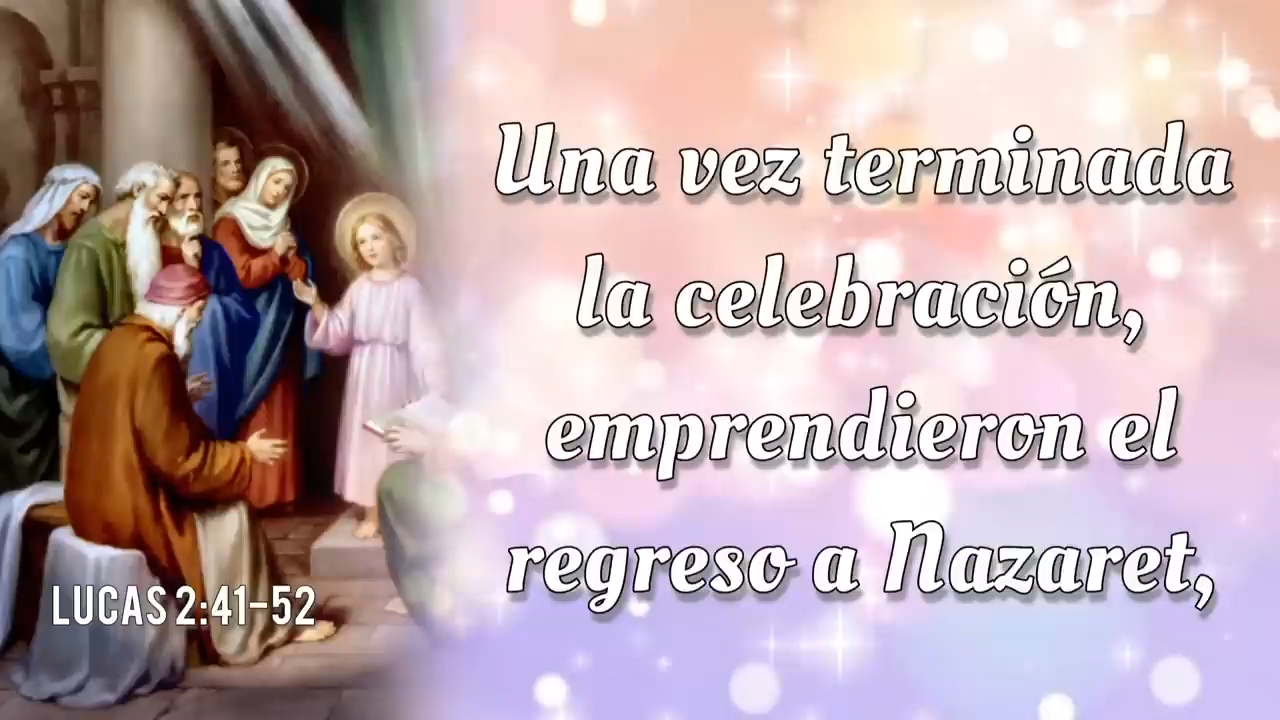 Una vez terminada
la celebración,
emprendieron el
regreso a Nazaret,
LUCAS 2:41-52